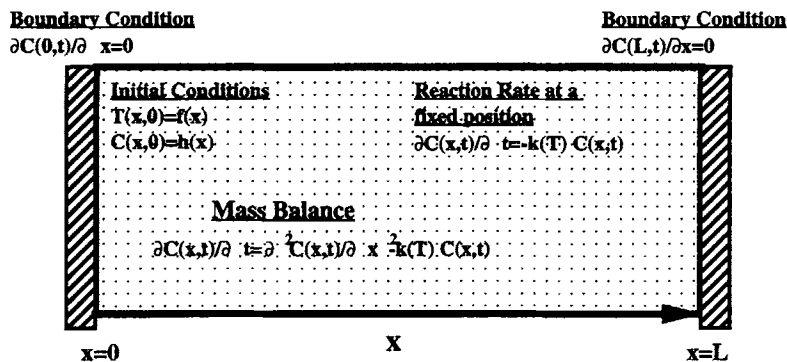 Boundary Condition
∂C(0,t)/∂ x=0
Boundary Condition
∂C(L,t)/∂x=0
Initial Conditions
T(x,0)=f(x)
C(x,0)=h(x)
Reaction Rate at a
fixed position
∂C(x,t)/∂ t=-k(T) C(x,t)
Mass Balance
∂C(x,t)/∂ t=∂ ²C(x,t)/∂ x ²-k(T) C(x,t)
x=0
X
x=L